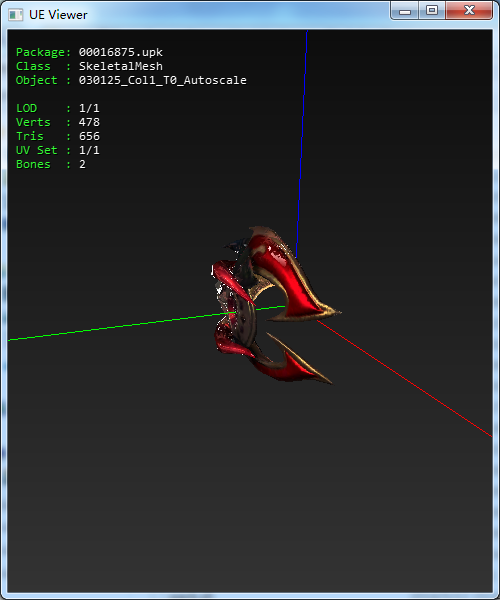 UE Viewer
Package: 00016875.upk
Class  : SkeletalMesh
Object : 030125_Col1_T0_Autoscale
LOD    : 1/1
Verts  : 478
Tris   : 656
UV Set : 1/1
Bones  : 2